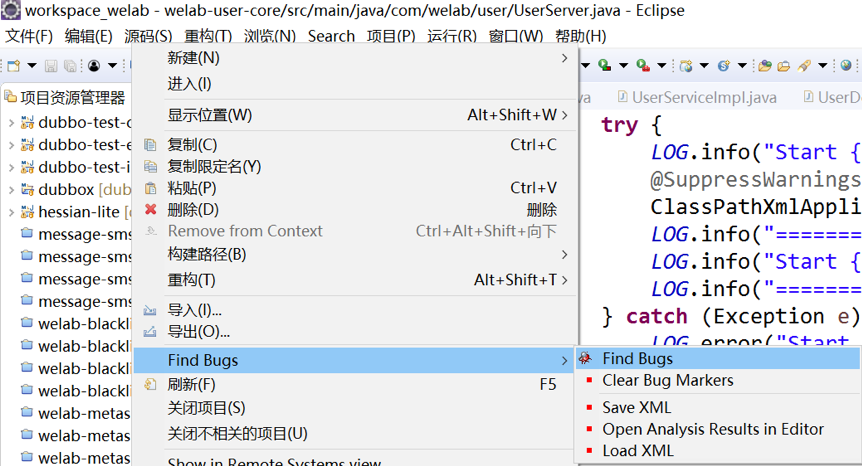 workspace_welab - welab-user-core/src/main/java/com/welab/user/UserServer.java - Eclipse
文件(F) 编辑(E) 源码(S) 重构(T) 浏览(N) Search 项目(P) 运行(R) 窗口(W) 帮助(H)
项目资源管理器
dubbo-test-c
dubbo-test-e
dubbo-test-i
dubbox [dub
hessian-lite [c
message-sms
message-sms
message-sms
message-sms
welab-blackli
welab-blackli
welab-blackli
welab-blackli
welab-metas
welab-metas
welab-metas
新建(N)
进入(I)
显示位置(W) Alt+Shift+W
复制(C) Ctrl+C
复制限定名(Y)
粘贴(P) Ctrl+V
删除(D) 删除
Remove from Context Ctrl+Alt+Shift+向下
构建路径(B)
重构(T) Alt+Shift+T
导入(I)...
导出(O)...
Find Bugs
刷新(F) F5
关闭项目(S)
关闭不相关的项目(U)
Show in Remote Systems view
Find Bugs
Clear Bug Markers
Save XML
Open Analysis Results in Editor
Load XML
va UserServiceImpl.java UserD
try {
LOG.info("Start {
@SuppressWarnings
ClassPathXmlAppli
LOG.info("=======
LOG.info("Start {
LOG.info("=======
} catch (Exception e)
LOG.error("Start